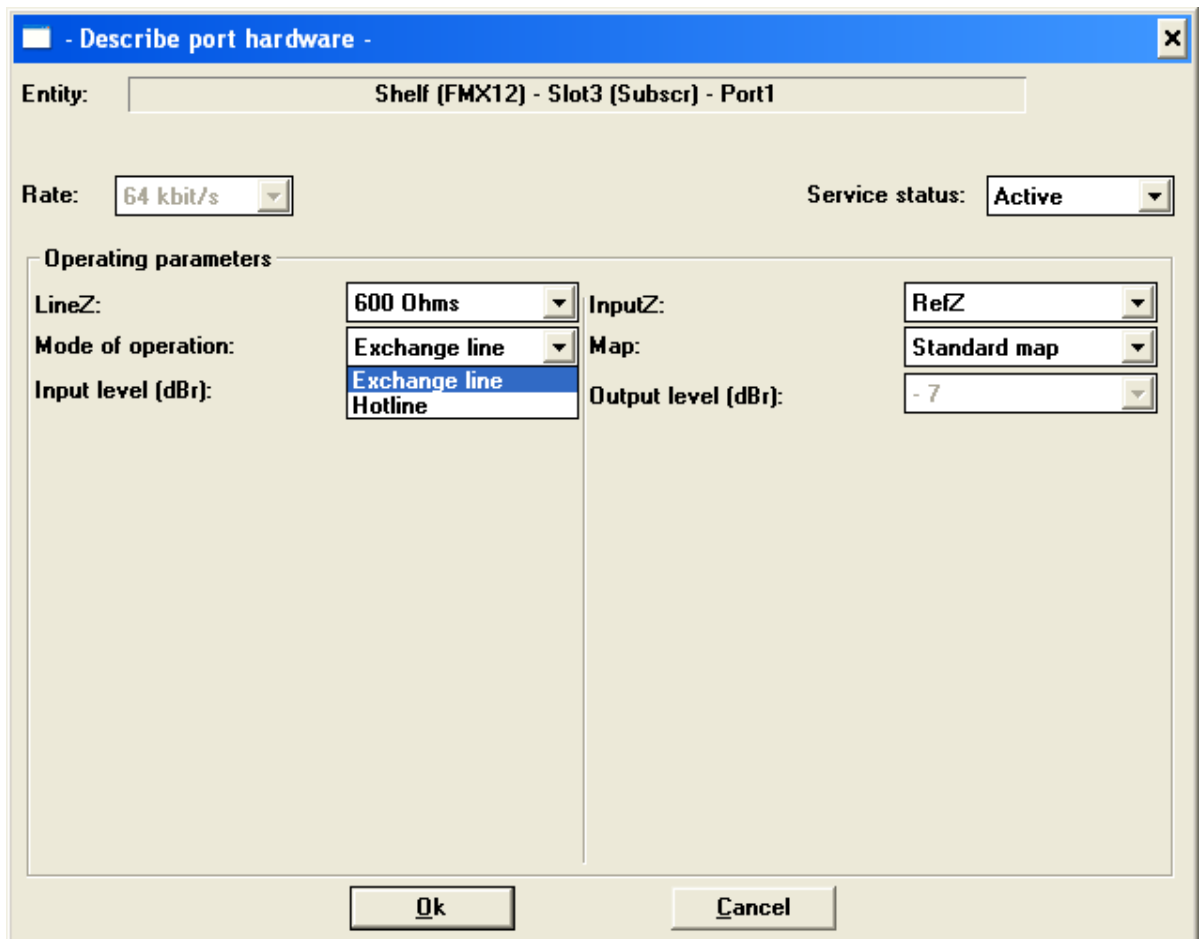 - Describe port hardware -
Entity: Shelf (FMX12) - Slot3 (Subscr) - Port1
Rate: 64 kbit/s Service status: Active
Operating parameters
LineZ: 600 Ohms InputZ: RefZ
Mode of operation: Exchange line Map: Standard map
Exchange line
Input level (dBr): Hotline Output level (dBr): - 7
Ok Cancel